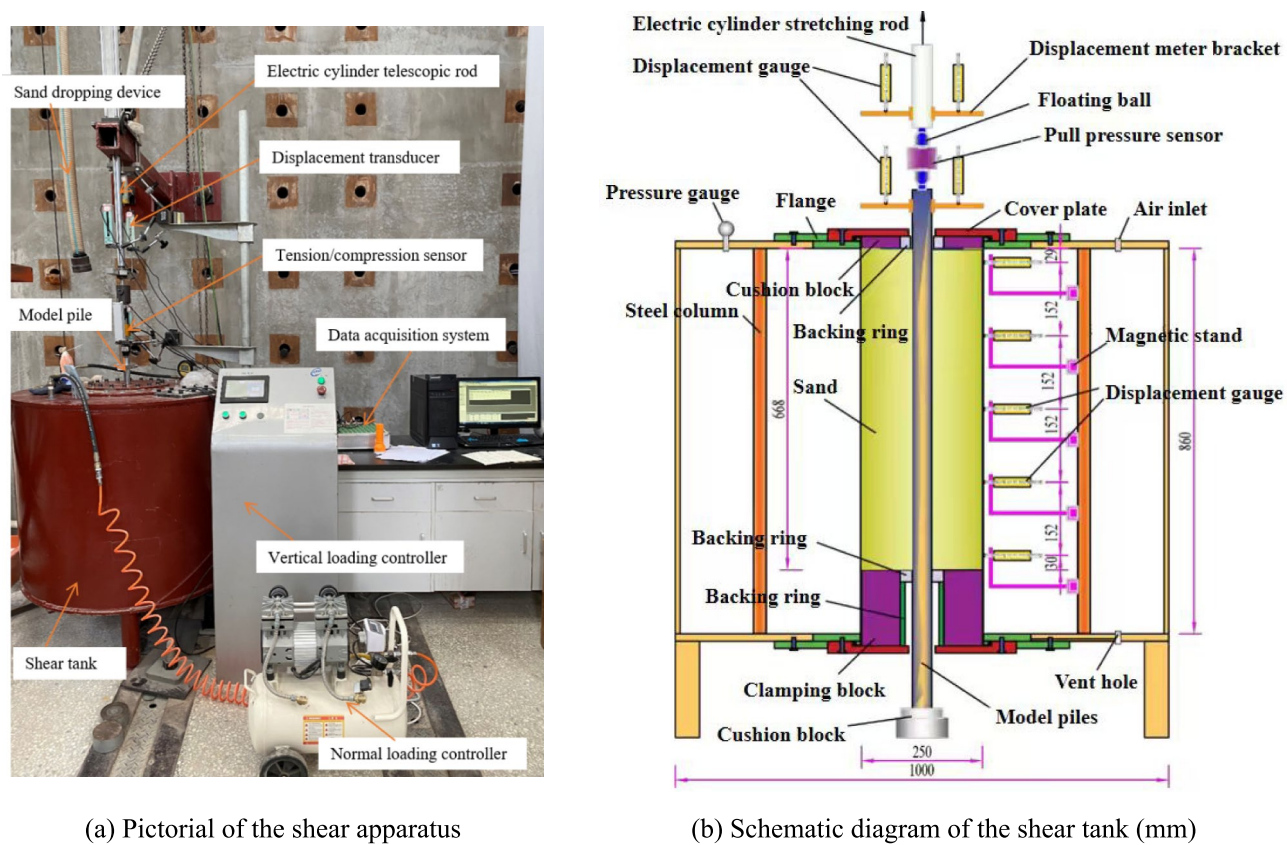 Electric cylinder telescopic rod
Sand dropping device
Displacement transducer
Tension/compression sensor
Model pile
Data acquisition system
Vertical loading controller
Shear tank
Normal loading controller
(a) Pictorial of the shear apparatus
Electric cylinder stretching rod
Displacement meter bracket
Displacement gauge
Floating ball
Pull pressure sensor
Pressure gauge
Flange
Cover plate
Air inlet
29
Cushion block
Steel column
152
Backing ring
Magnetic stand
152
Sand
Displacement gauge
668
152
860
152
Backing ring
30
Backing ring
Clamping block
Vent hole
Model piles
Cushion block
250
1000
(b) Schematic diagram of the shear tank (mm)